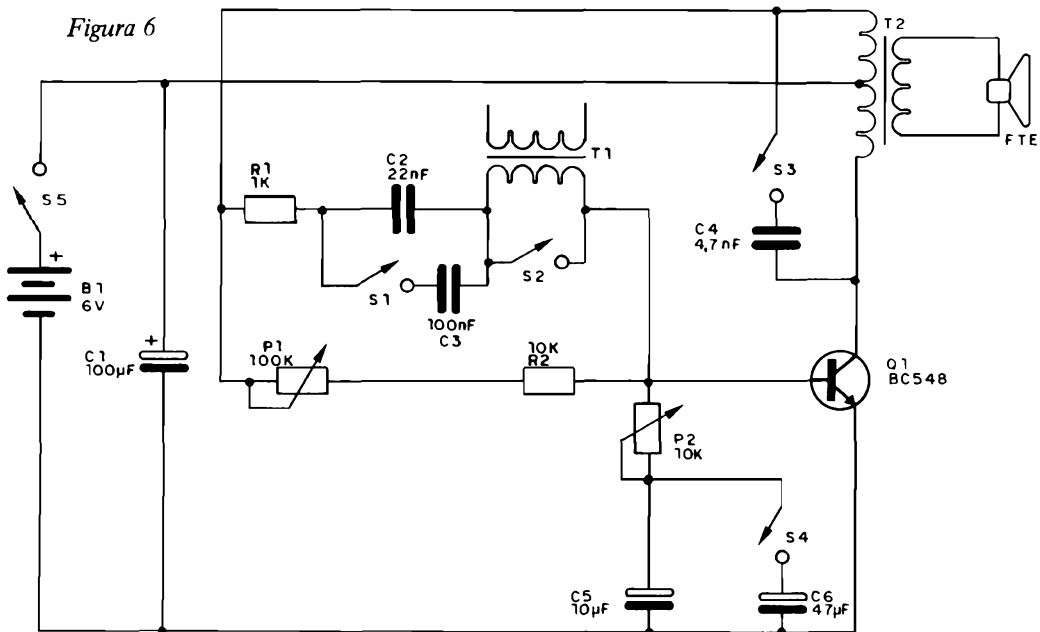 Figura 6
T2
FTE
S5
+
B1
6V
+
C1
100µF
R1
1K
C2
22nF
T1
S1
100nF
C3
S2
S3
C4
4,7nF
P1
100K
10K
R2
Q1
BC548
P2
10K
S4
C5
10µF
C6
47µF